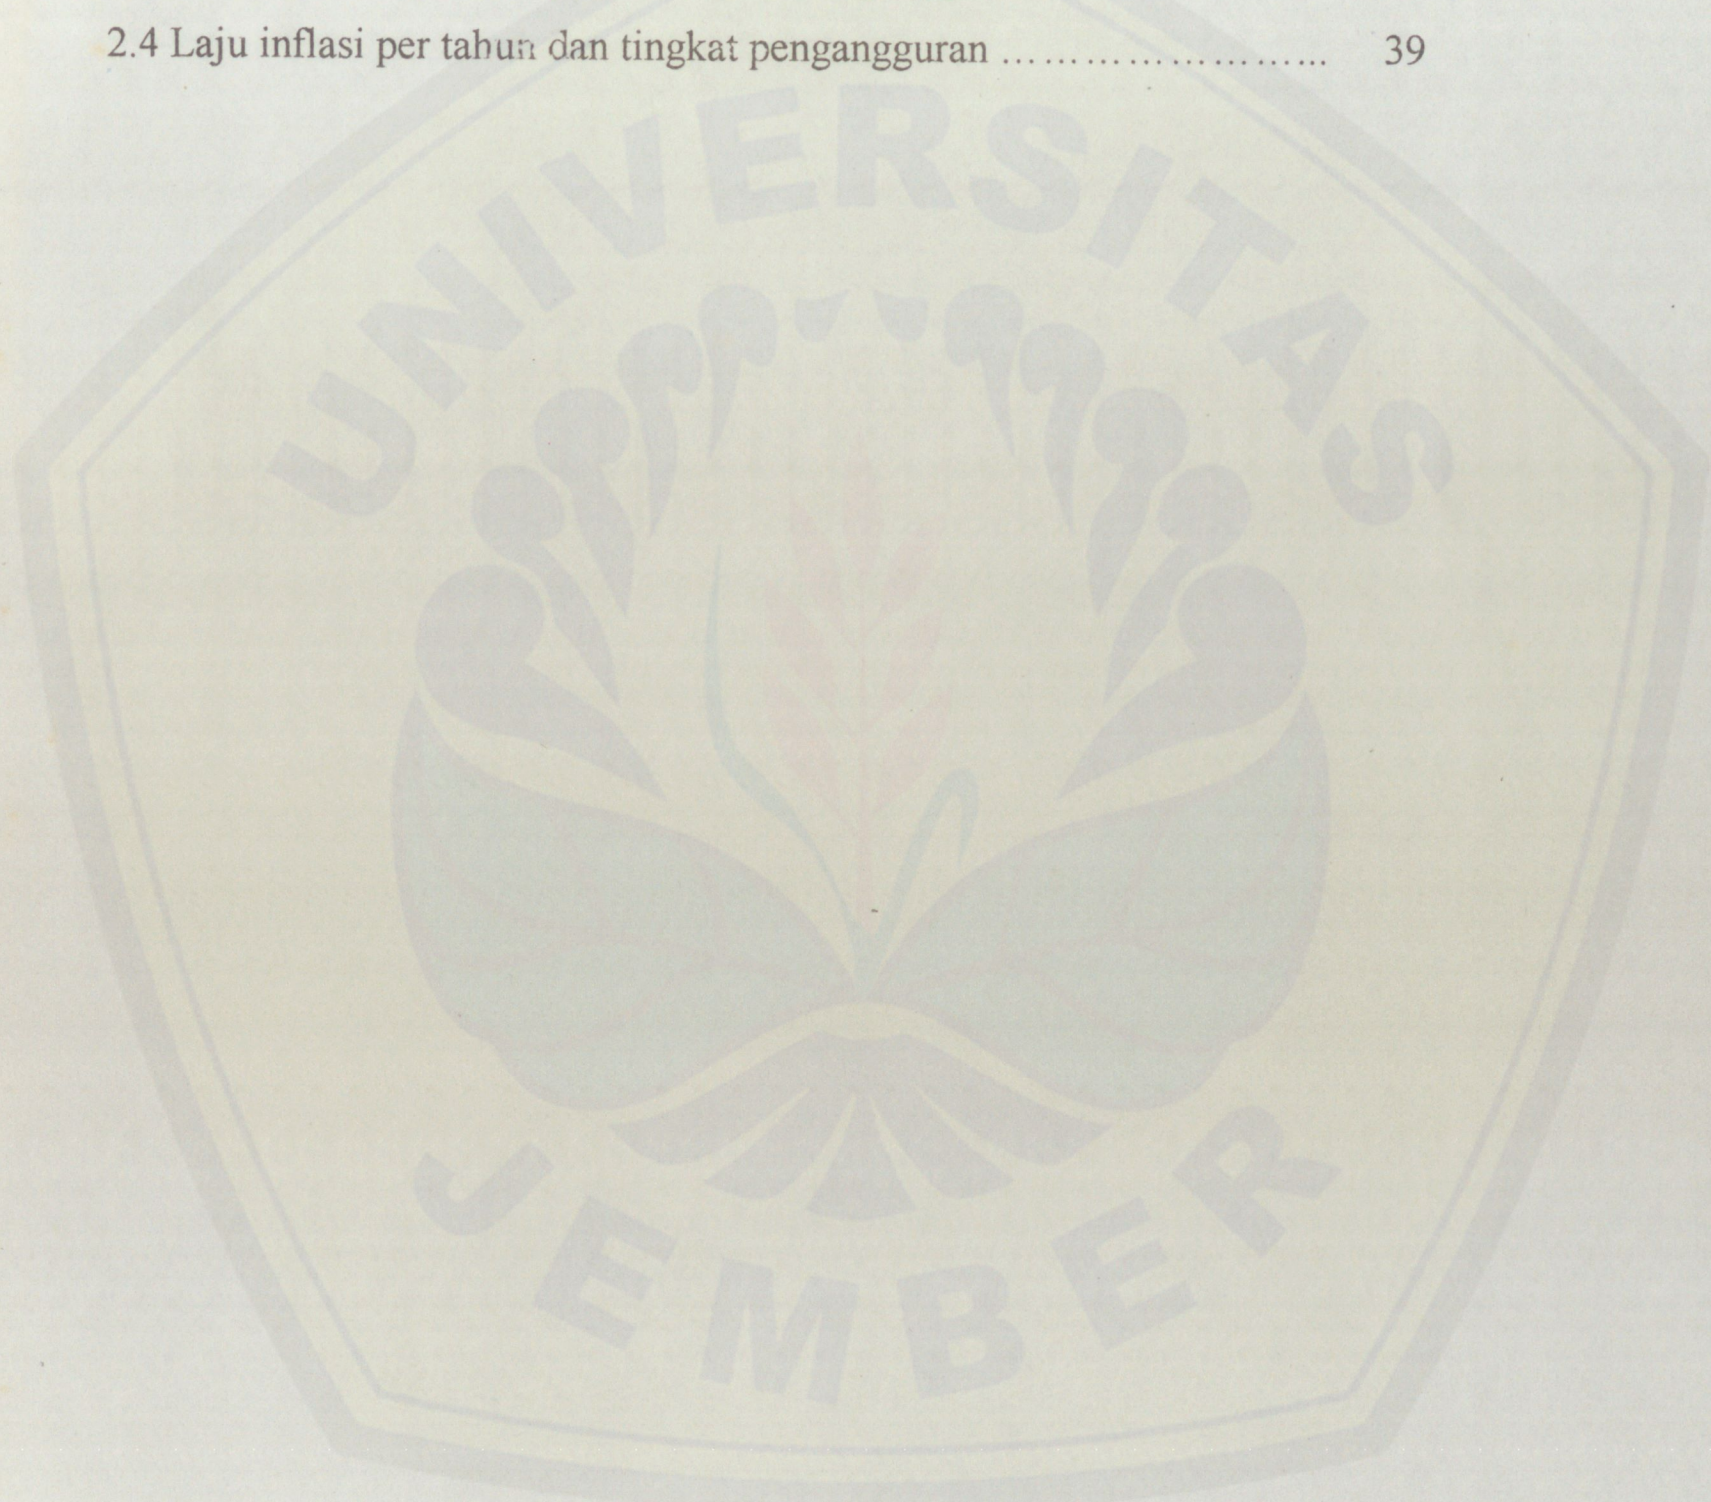 2.4 Laju inflasi per tahun dan tingkat pengangguran ........................ 39
UNIVERSITAS
JEMBER